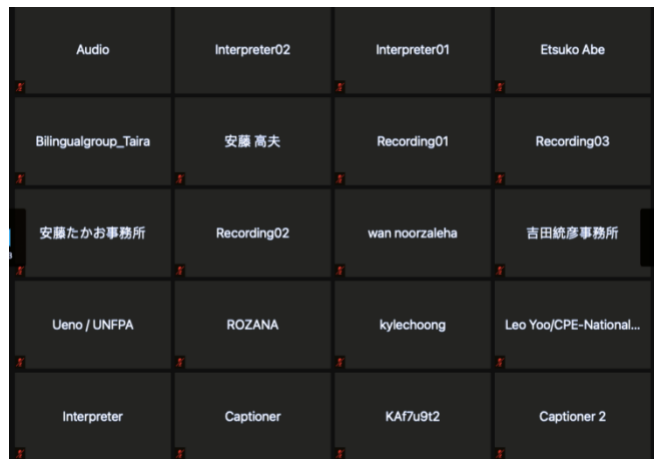 Audio
Interpreter02
Interpreter01
Etsuko Abe
Bilingualgroup_Taira
安藤 高夫
Recording01
Recording03
安藤たかお事務所
Recording02
wan noorzaleha
吉田統彦事務所
Ueno / UNFPA
ROZANA
kylechoong
Leo Yoo/CPE-National...
Interpreter
Captioner
KAf7u9t2
Captioner 2